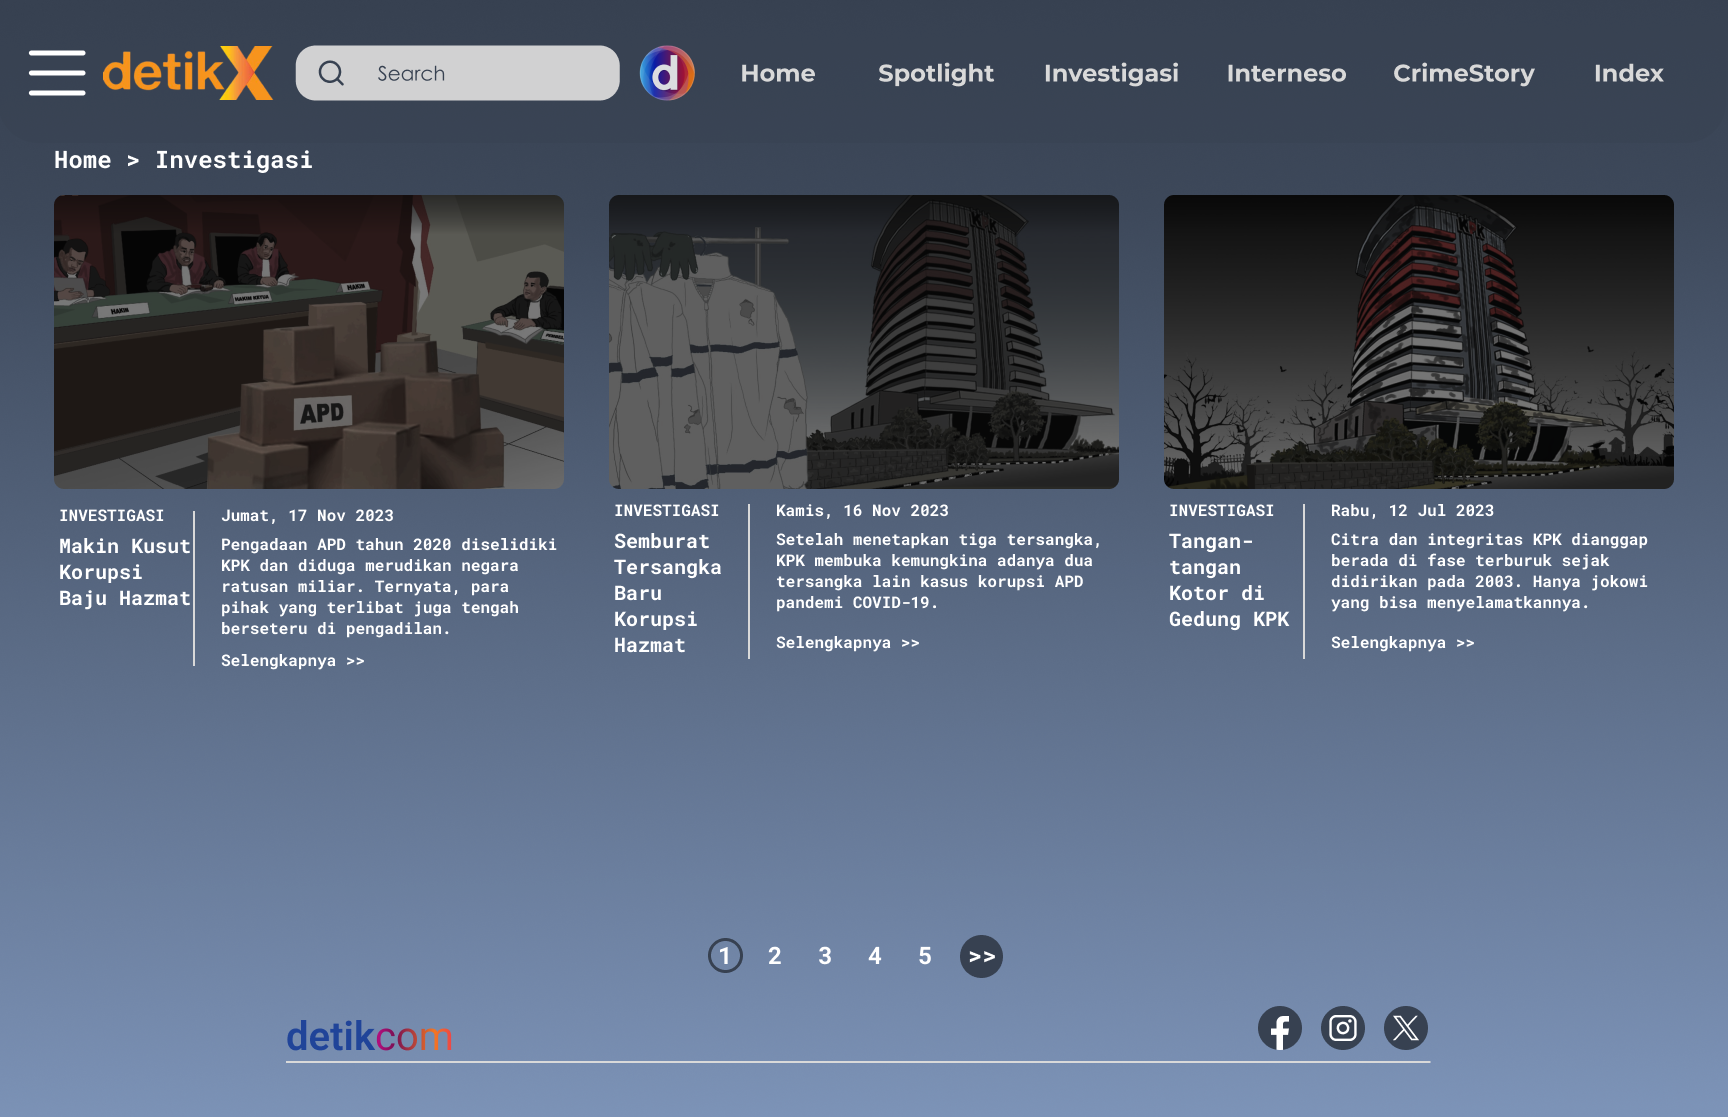 detikX
Search
d
Home
Spotlight
Investigasi
Interneso
CrimeStory
Index
Home > Investigasi
HAKIM
HAKIM KETUA
HAKIM
APD
INVESTIGASI
Makin Kusut
Korupsi
Baju Hazmat
Jumat, 17 Nov 2023
Pengadaan APD tahun 2020 diselidiki
KPK dan diduga merudikan negara
ratusan miliar. Ternyata, para
pihak yang terlibat juga tengah
berseteru di pengadilan.
Selengkapnya >>
KPK
INVESTIGASI
Semburat
Tersangka
Baru
Korupsi
Hazmat
Kamis, 16 Nov 2023
Setelah menetapkan tiga tersangka,
KPK membuka kemungkina adanya dua
tersangka lain kasus korupsi APD
pandemi COVID-19.
Selengkapnya >>
KPK
INVESTIGASI
Tangan-
tangan
Kotor di
Gedung KPK
Rabu, 12 Jul 2023
Citra dan integritas KPK dianggap
berada di fase terburuk sejak
didirikan pada 2003. Hanya jokowi
yang bisa menyelamatkannya.
Selengkapnya >>
1 2 3 4 5 >>
detikcom